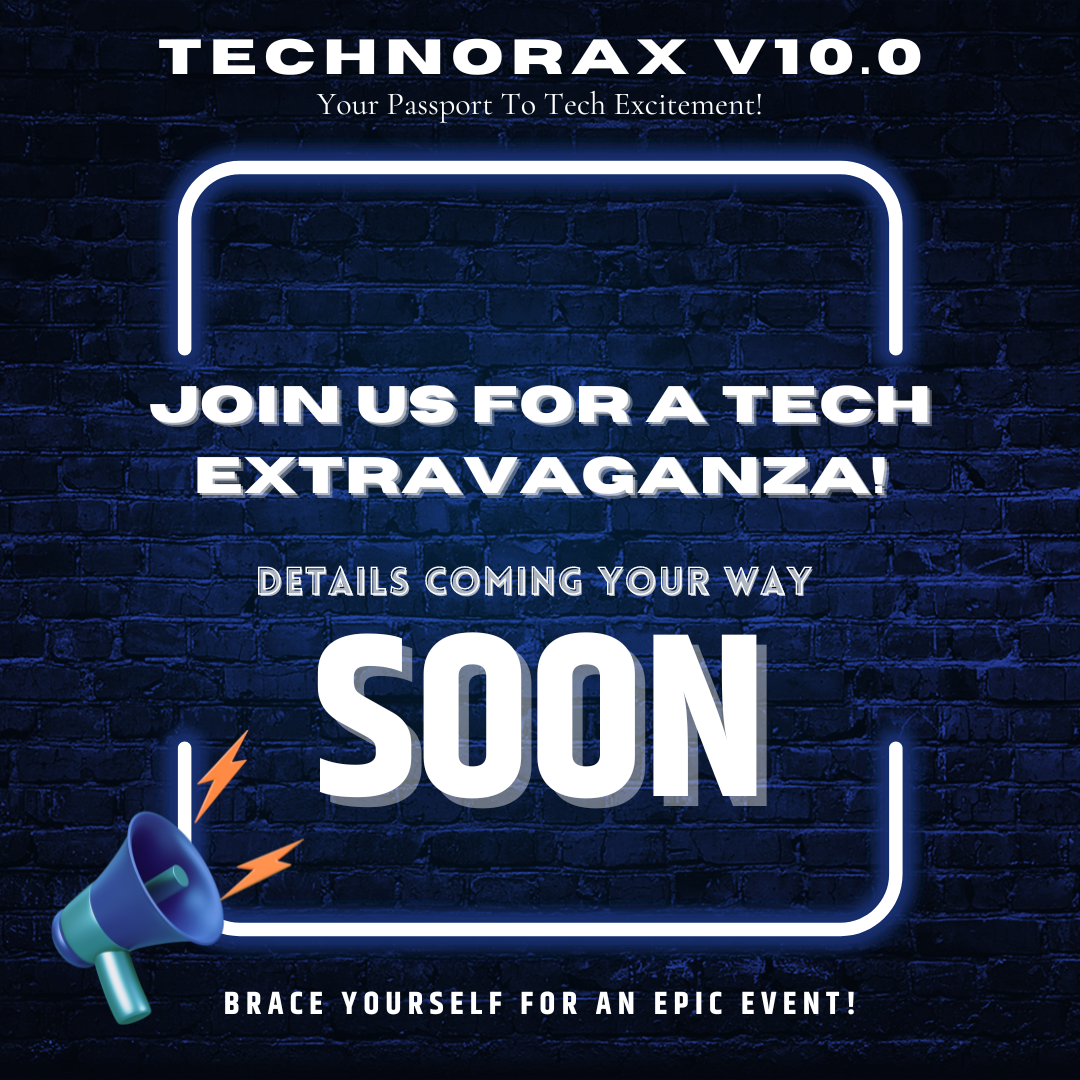 TECHNORAX V10.0
Your Passport To Tech Excitement!
JOIN US FOR A TECH
EXTRAVAGANZA!
DETAILS COMING YOUR WAY
SOON
BRACE YOURSELF FOR AN EPIC EVENT!